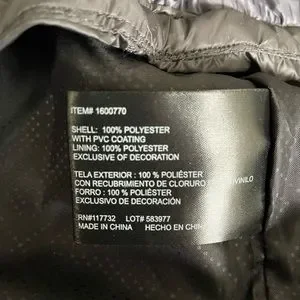 ITEM# 1600770
SHELL: 100% POLYESTER
WITH PVC COATING
LINING: 100% POLYESTER
EXCLUSIVE OF DECORATION
TELA EXTERIOR : 100% POLIÉSTER
CON RECUBRIMIENTO DE CLORURO VINILO
FORRO : 100% POLIÉSTER
EXCLUSIVO DE DECORACIÓN
RN#117732 LOT# 583977
MADE IN CHINA HECHO EN CHINA